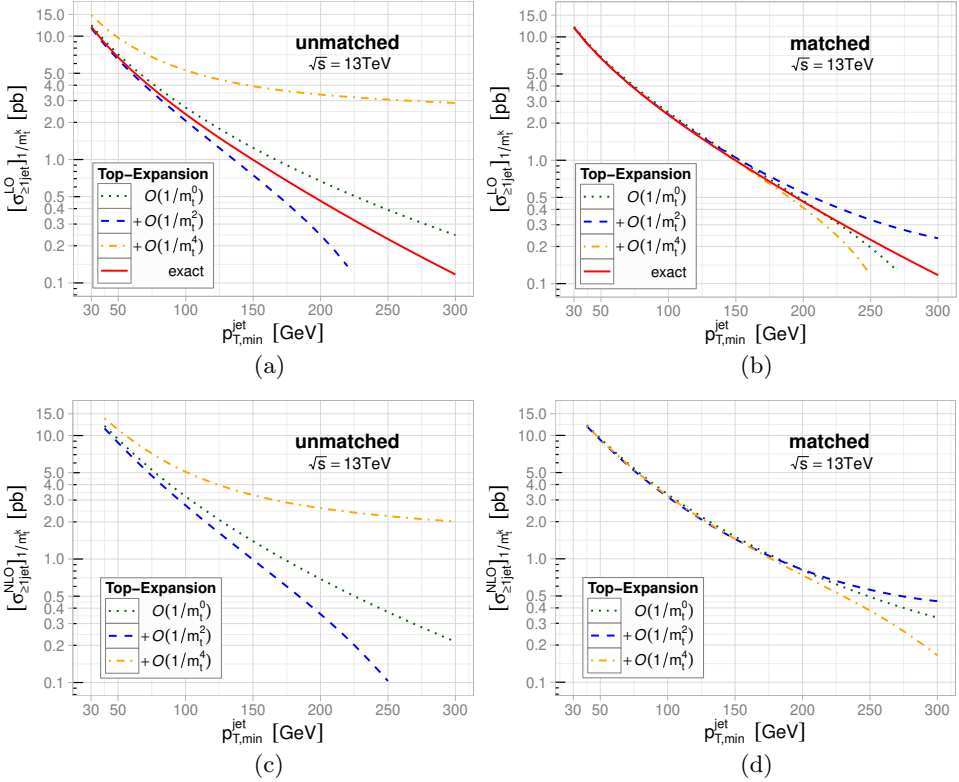 15.0
10.0
5.0
4.0
3.0
2.0
1.0
0.5
0.4
0.3
0.2
0.1
[σ^LO_≥1jet]_1/m_t^k [pb]
unmatched
√s = 13TeV
Top−Expansion
O(1/m_t^0)
+O(1/m_t^2)
+O(1/m_t^4)
exact
30 50 100 150 200 250 300
p_T,min^jet [GeV]
(a)
15.0
10.0
5.0
4.0
3.0
2.0
1.0
0.5
0.4
0.3
0.2
0.1
[σ^LO_≥1jet]_1/m_t^k [pb]
matched
√s = 13TeV
Top−Expansion
O(1/m_t^0)
+O(1/m_t^2)
+O(1/m_t^4)
exact
30 50 100 150 200 250 300
p_T,min^jet [GeV]
(b)
15.0
10.0
5.0
4.0
3.0
2.0
1.0
0.5
0.4
0.3
0.2
0.1
[σ^NLO_≥1jet]_1/m_t^k [pb]
unmatched
√s = 13TeV
Top−Expansion
O(1/m_t^0)
+O(1/m_t^2)
+O(1/m_t^4)
30 50 100 150 200 250 300
p_T,min^jet [GeV]
(c)
15.0
10.0
5.0
4.0
3.0
2.0
1.0
0.5
0.4
0.3
0.2
0.1
[σ^NLO_≥1jet]_1/m_t^k [pb]
matched
√s = 13TeV
Top−Expansion
O(1/m_t^0)
+O(1/m_t^2)
+O(1/m_t^4)
30 50 100 150 200 250 300
p_T,min^jet [GeV]
(d)